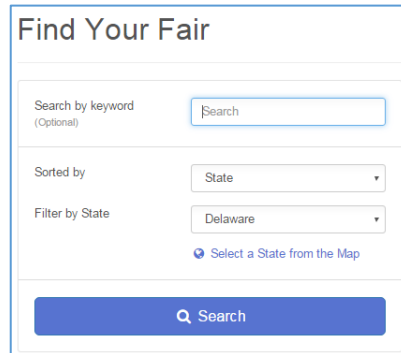 Find Your Fair
Search by keyword
(Optional)
Search
Sorted by
State
Filter by State
Delaware
Select a State from the Map
Search